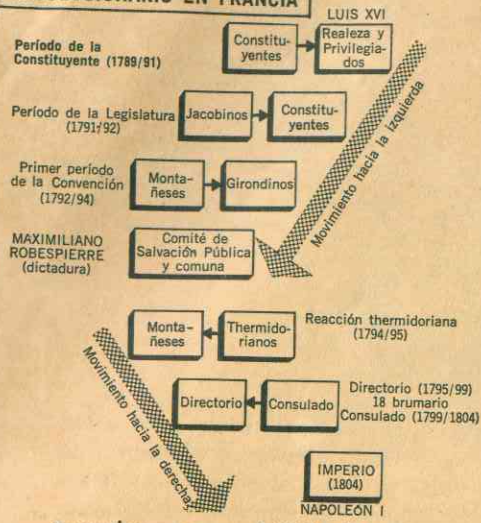 EN FRANCIA
LUIS XVI
Período de la
Constituyente (1789/91)
Constitu-
yentes
Realeza y
Privilegia-
dos
Período de la Legislatura
(1791/92)
Jacobinos
Constitu-
yentes
Movimiento hacia la izquierda
Primer período
de la Convención
(1792/94)
Monta-
ñeses
Girondinos
MAXIMILIANO
ROBESPIERRE
(dictadura)
Comité de
Salvación Pública
y comuna
Monta-
ñeses
Thermido-
rianos
Reacción thermidoriana
(1794/95)
Movimiento hacia la derecha
Directorio
Consulado
Directorio (1795/99)
18 brumario
Consulado (1799/1804)
IMPERIO
(1804)
NAPOLEÓN I